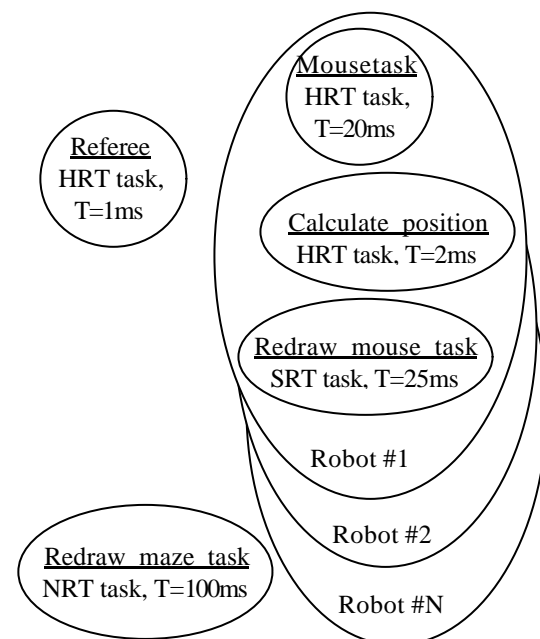 Mousetask
HRT task,
T=20ms
Referee
HRT task,
T=1ms
Calculate position
HRT task, T=2ms
Redraw mouse task
SRT task, T=25ms
Robot #1
Robot #2
Redraw maze task
NRT task, T=100ms
Robot #N